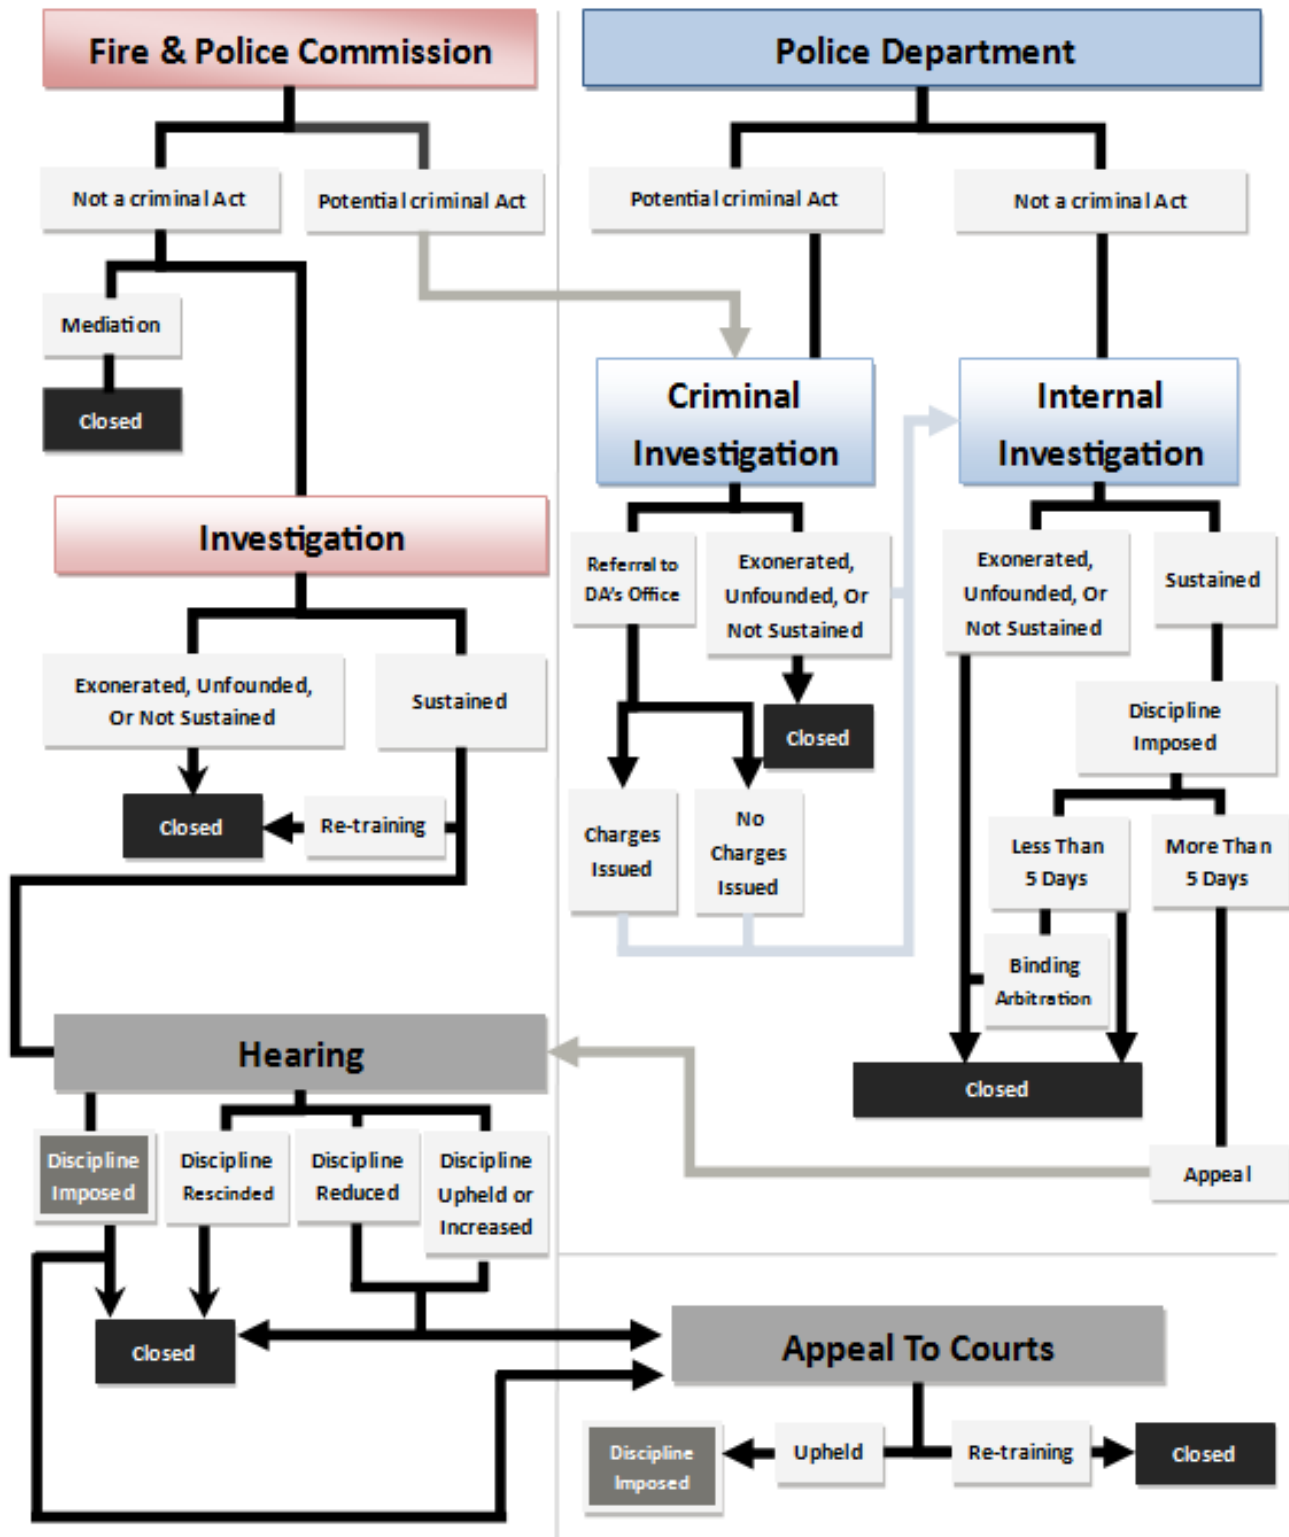 Fire & Police Commission
Police Department
Not a criminal Act
Potential criminal Act
Potential criminal Act
Not a criminal Act
Mediation
Closed
Criminal
Investigation
Internal
Investigation
Investigation
Referral to
DA's Office
Exonerated,
Unfounded, Or
Not Sustained
Exonerated,
Unfounded, Or
Not Sustained
Sustained
Exonerated, Unfounded,
Or Not Sustained
Sustained
Closed
Discipline
Imposed
Closed
Re-training
Charges
Issued
No
Charges
Issued
Less Than
5 Days
More Than
5 Days
Binding
Arbitration
Hearing
Closed
Discipline
Imposed
Discipline
Rescinded
Discipline
Reduced
Discipline
Upheld or
Increased
Appeal
Closed
Appeal To Courts
Discipline
Imposed
Upheld
Re-training
Closed